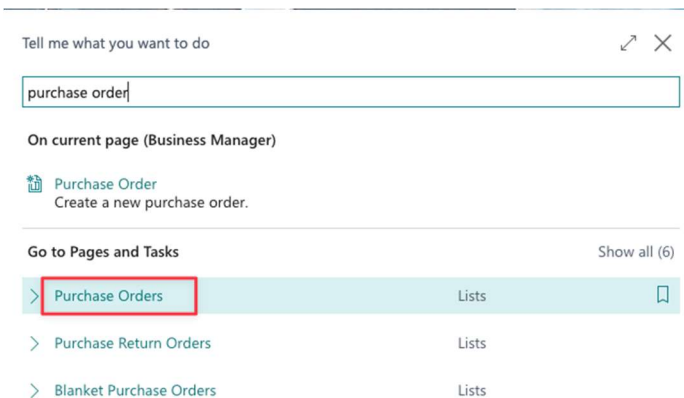 Tell me what you want to do
purchase order
On current page (Business Manager)
Purchase Order
Create a new purchase order.
Go to Pages and Tasks Show all (6)
Purchase Orders Lists
Purchase Return Orders Lists
Blanket Purchase Orders Lists